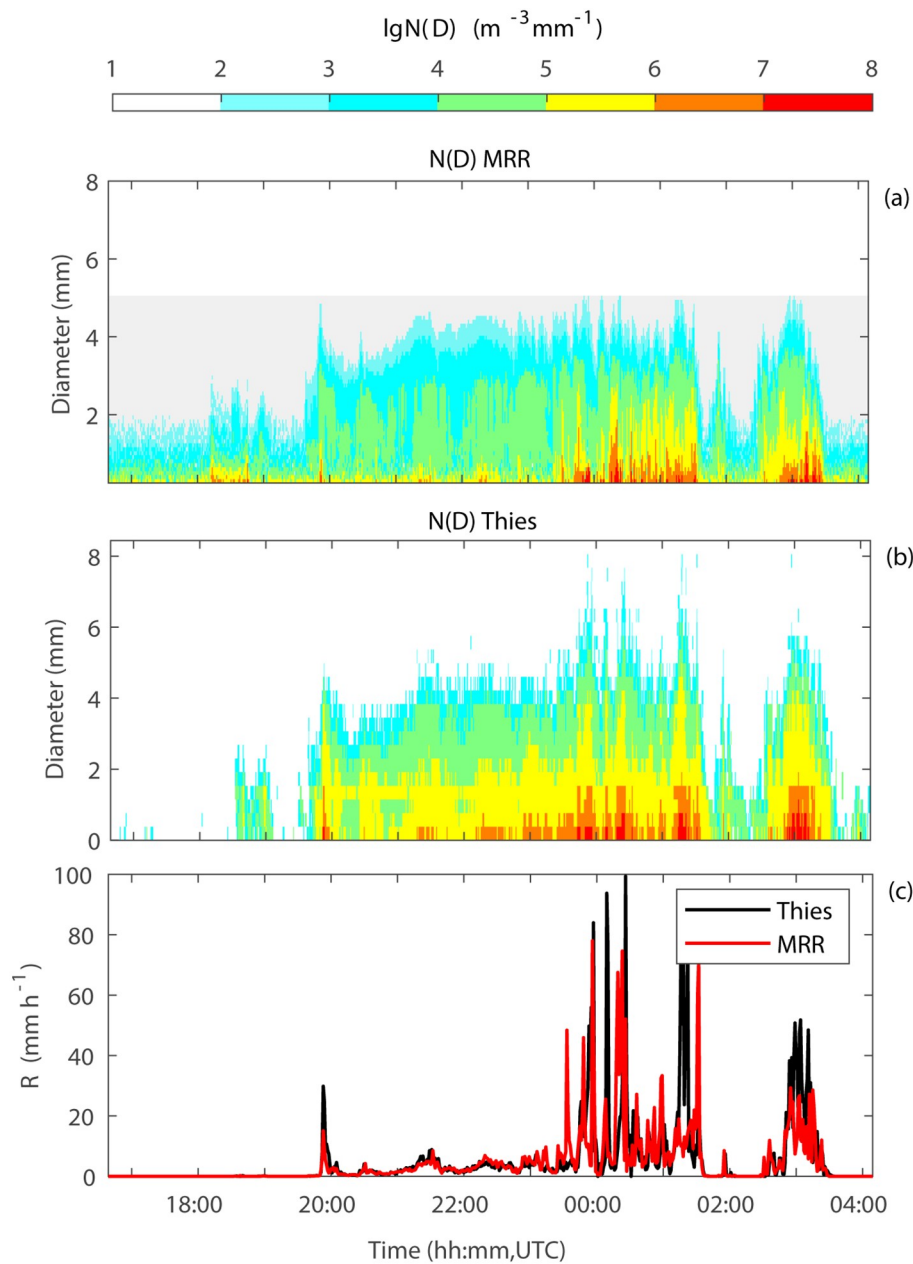 lgN(D) (m⁻³mm⁻¹)
1 2 3 4 5 6 7 8
N(D) MRR
(a)
8
6
4
2
Diameter (mm)
N(D) Thies
(b)
8
6
4
2
0
Diameter (mm)
(c)
100
80
60
40
20
0
R (mm h⁻¹)
Thies
MRR
18:00 20:00 22:00 00:00 02:00 04:00
Time (hh:mm,UTC)